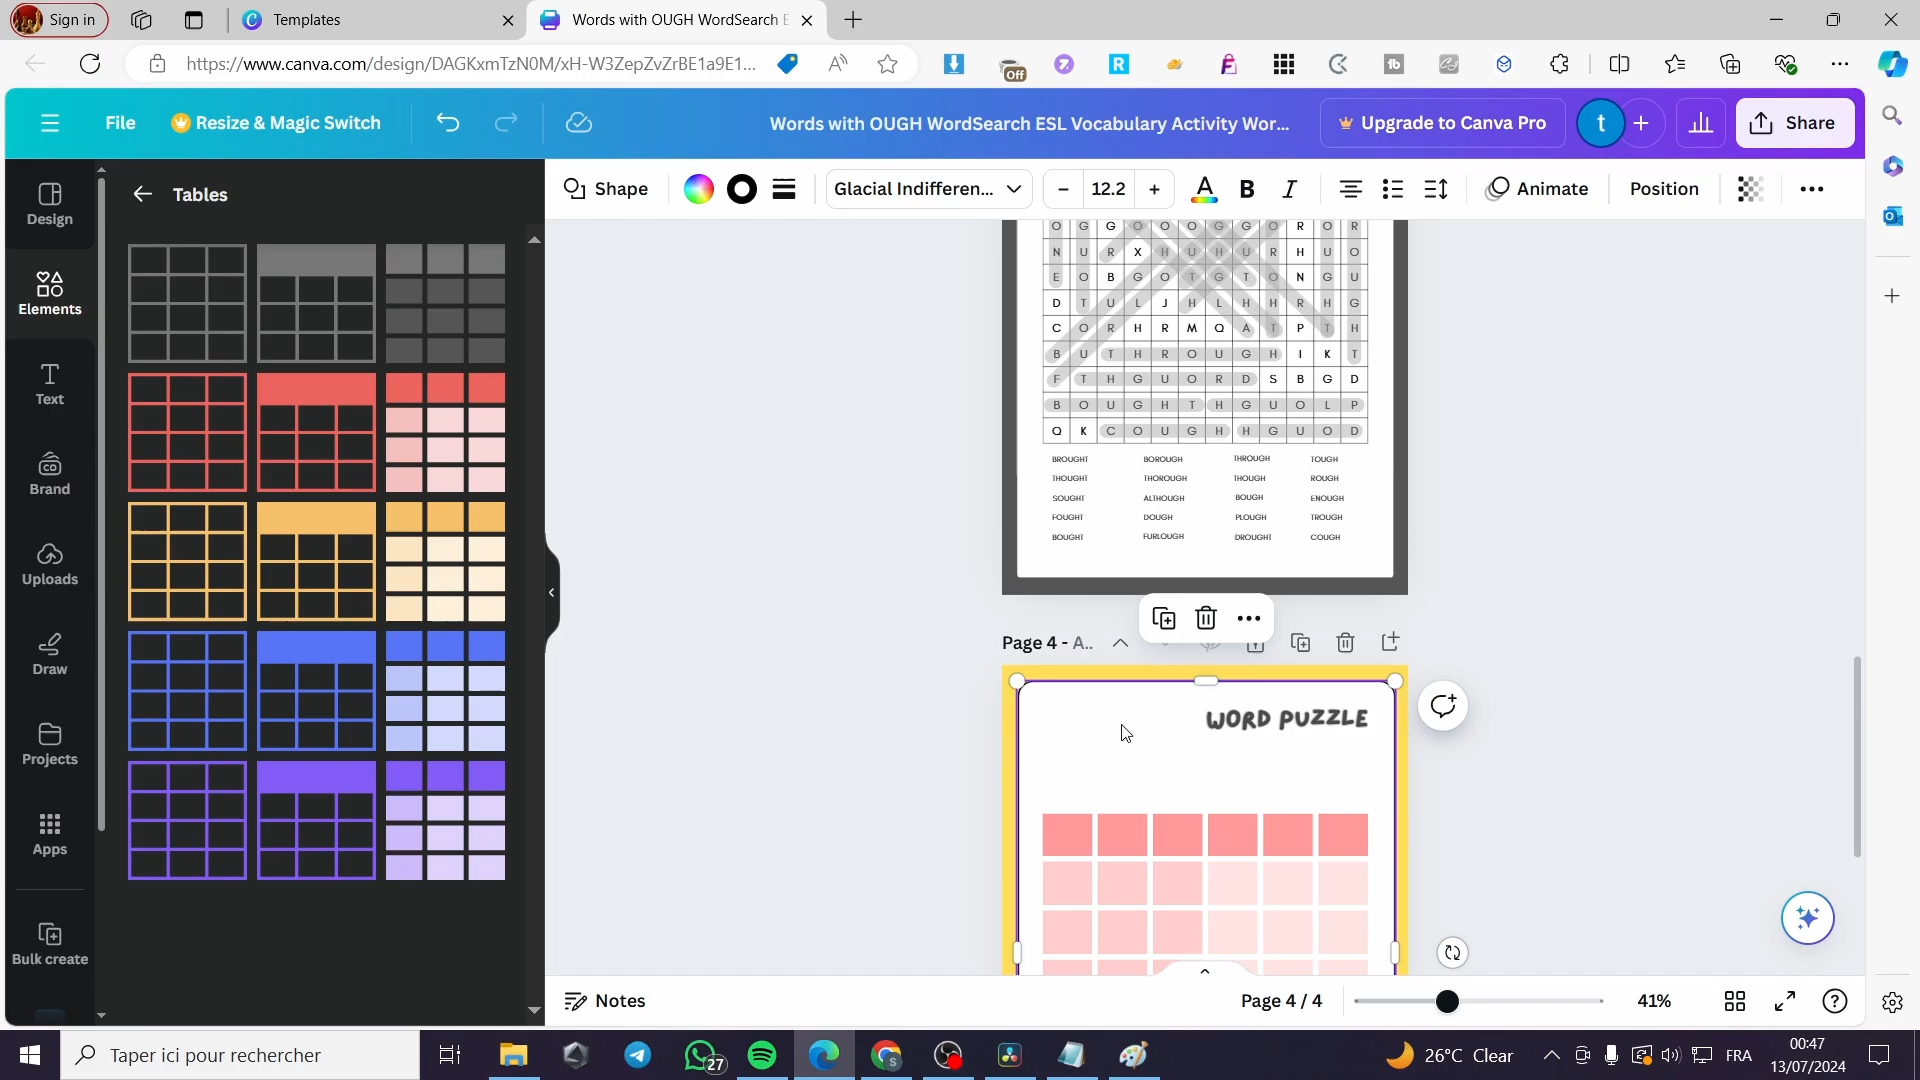 Sign in
Templates
Words with OUGH WordSearch E
https://www.canva.com/design/DAGKxmTzN0M/xH-W3ZepZvZrBE1a9E1...
Off
File
Resize & Magic Switch
Words with OUGH WordSearch ESL Vocabulary Activity Wor...
Upgrade to Canva Pro
t
Share
Design
Elements
Text
Brand
Uploads
Draw
Projects
Apps
Bulk create
Tables
Shape
Glacial Indifferen...
12.2
Animate
Position
O G G O O O G G O R O R
N U R X H U H U R H U O
E O B G O T G T O N G U
D T U L J H L H H R H G
C O R H R M Q A T P T H
B U T H R O U G H I K T
F T H G U O R D S B G D
B O U G H T H G U O L P
Q K C O U G H H G U O D
BROUGHT BOROUGH THROUGH TOUGH
THOUGHT THOROUGH THOUGH ROUGH
SOUGHT ALTHOUGH BOUGH ENOUGH
FOUGHT DOUGH PLOUGH TROUGH
BOUGHT FURLOUGH DROUGHT COUGH
Page 4 - A..
WORD PUZZLE
Notes
Page 4 / 4
41%
Taper ici pour rechercher
27
26°C Clear
FRA
00:47
13/07/2024